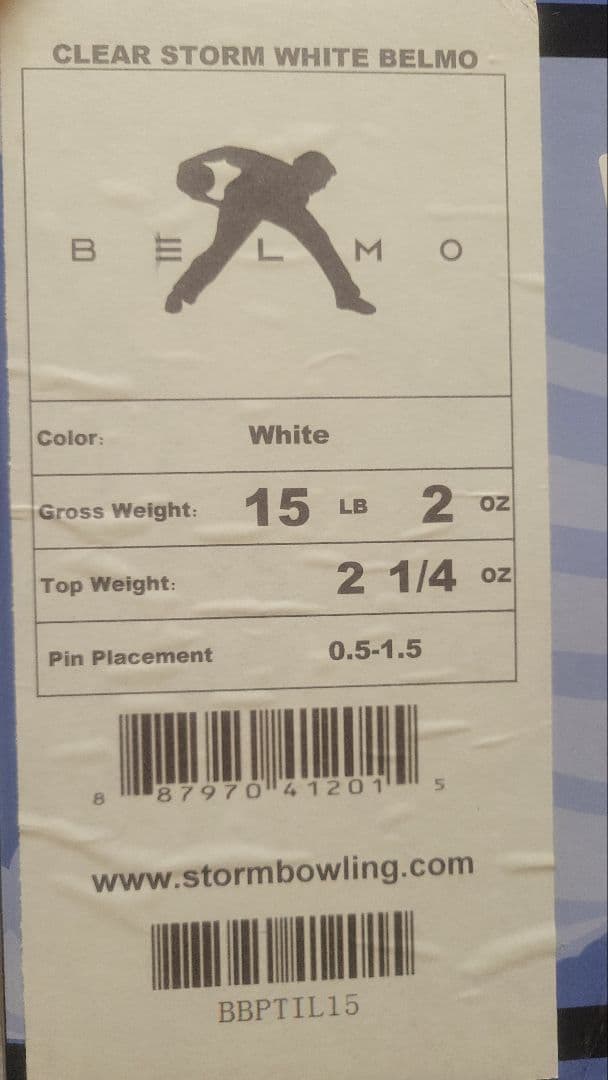 CLEAR STORM WHITE BELMO
B E L M O
Color: White
Gross Weight: 15 LB 2 oz
Top Weight: 2 1/4 oz
Pin Placement 0.5-1.5
8 87970 41201 5
www.stormbowling.com
BBPTIL15